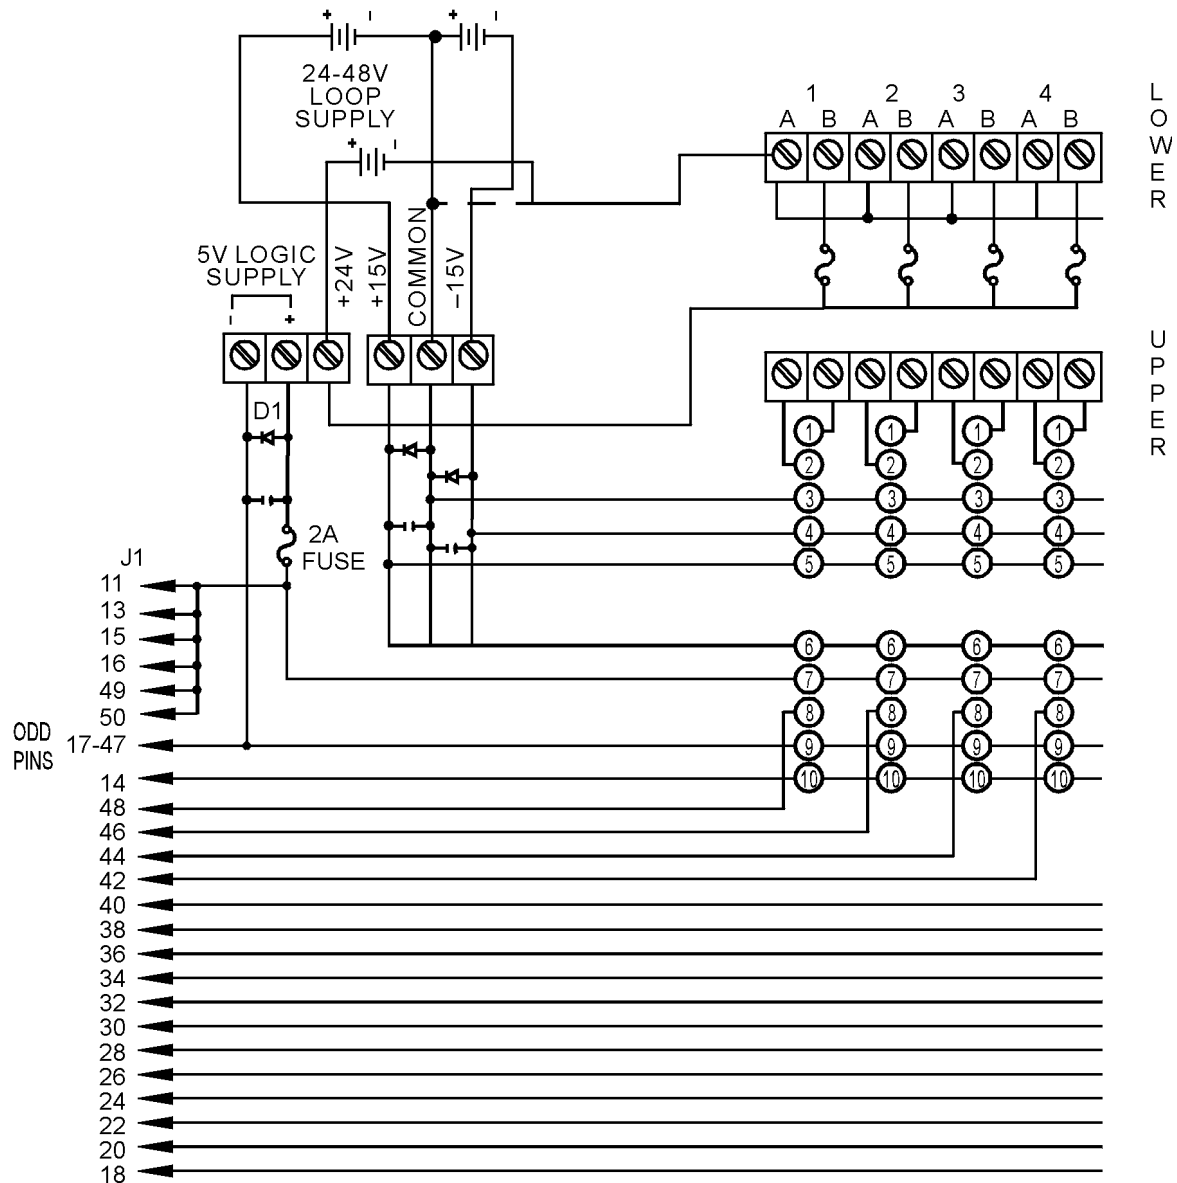 + - + -
24-48V
LOOP
SUPPLY
+ -
1 2 3 4
A B A B A B A B
LOWER
5V LOGIC
SUPPLY
- +
+24V
+15V
COMMON
–15V
UPPER
D1
1 1 1 1
2 2 2 2
3 3 3 3
2A
FUSE
4 4 4 4
5 5 5 5
J1
11
13
15
16
49
50
6 6 6 6
7 7 7 7
8 8 8 8
ODD
PINS
17-47
9 9 9 9
14
10 10 10 10
48
46
44
42
40
38
36
34
32
30
28
26
24
22
20
18